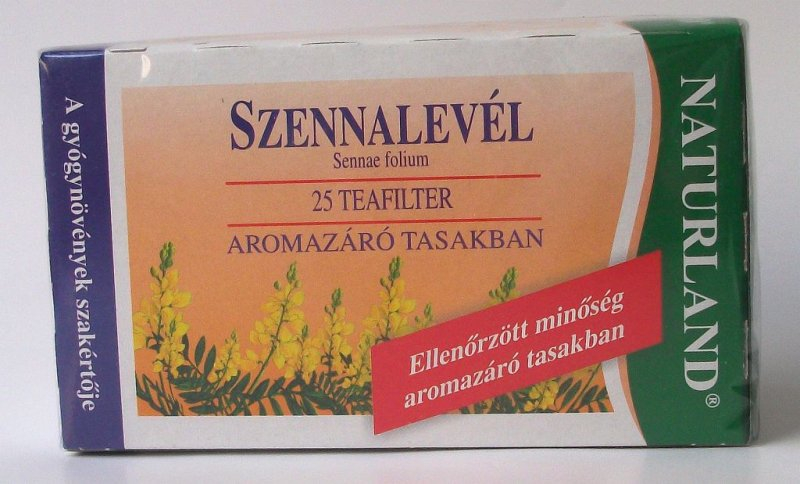 A gyógynövények szakértője
SZENNALEVÉL
Sennae folium
25 TEAFILTER
AROMAZÁRÓ TASAKBAN
Ellenőrzött minőség
aromazáró tasakban
NATURLAND®